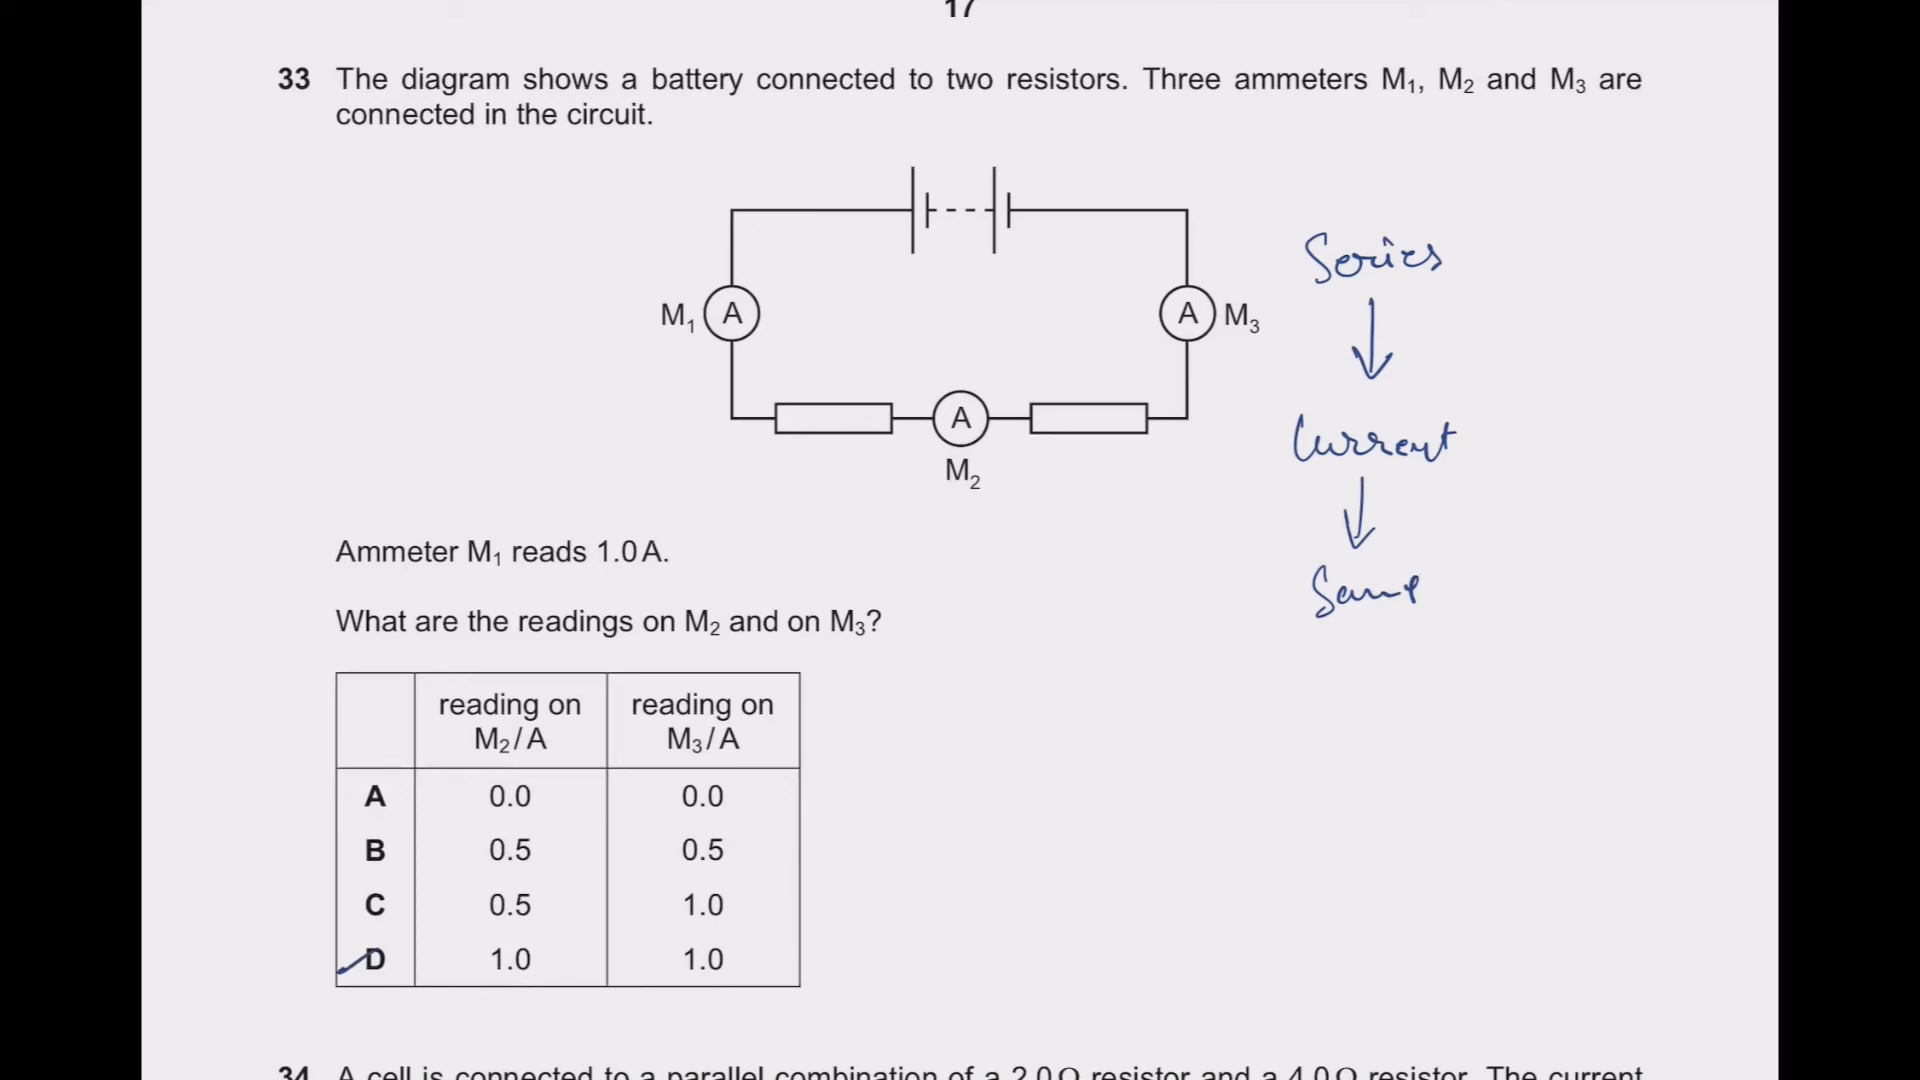 17
33 The diagram shows a battery connected to two resistors. Three ammeters M₁, M₂ and M₃ are
connected in the circuit.
M₁ A
A M₃
A
M₂
Series
Current
Same
Ammeter M₁ reads 1.0 A.
What are the readings on M₂ and on M₃?
reading on M₂ / A reading on M₃ / A
A 0.0 0.0
B 0.5 0.5
C 0.5 1.0
D 1.0 1.0
34 A cell is connected to a parallel combination of a 2.0 Ω resistor and a 4.0 Ω resistor. The current